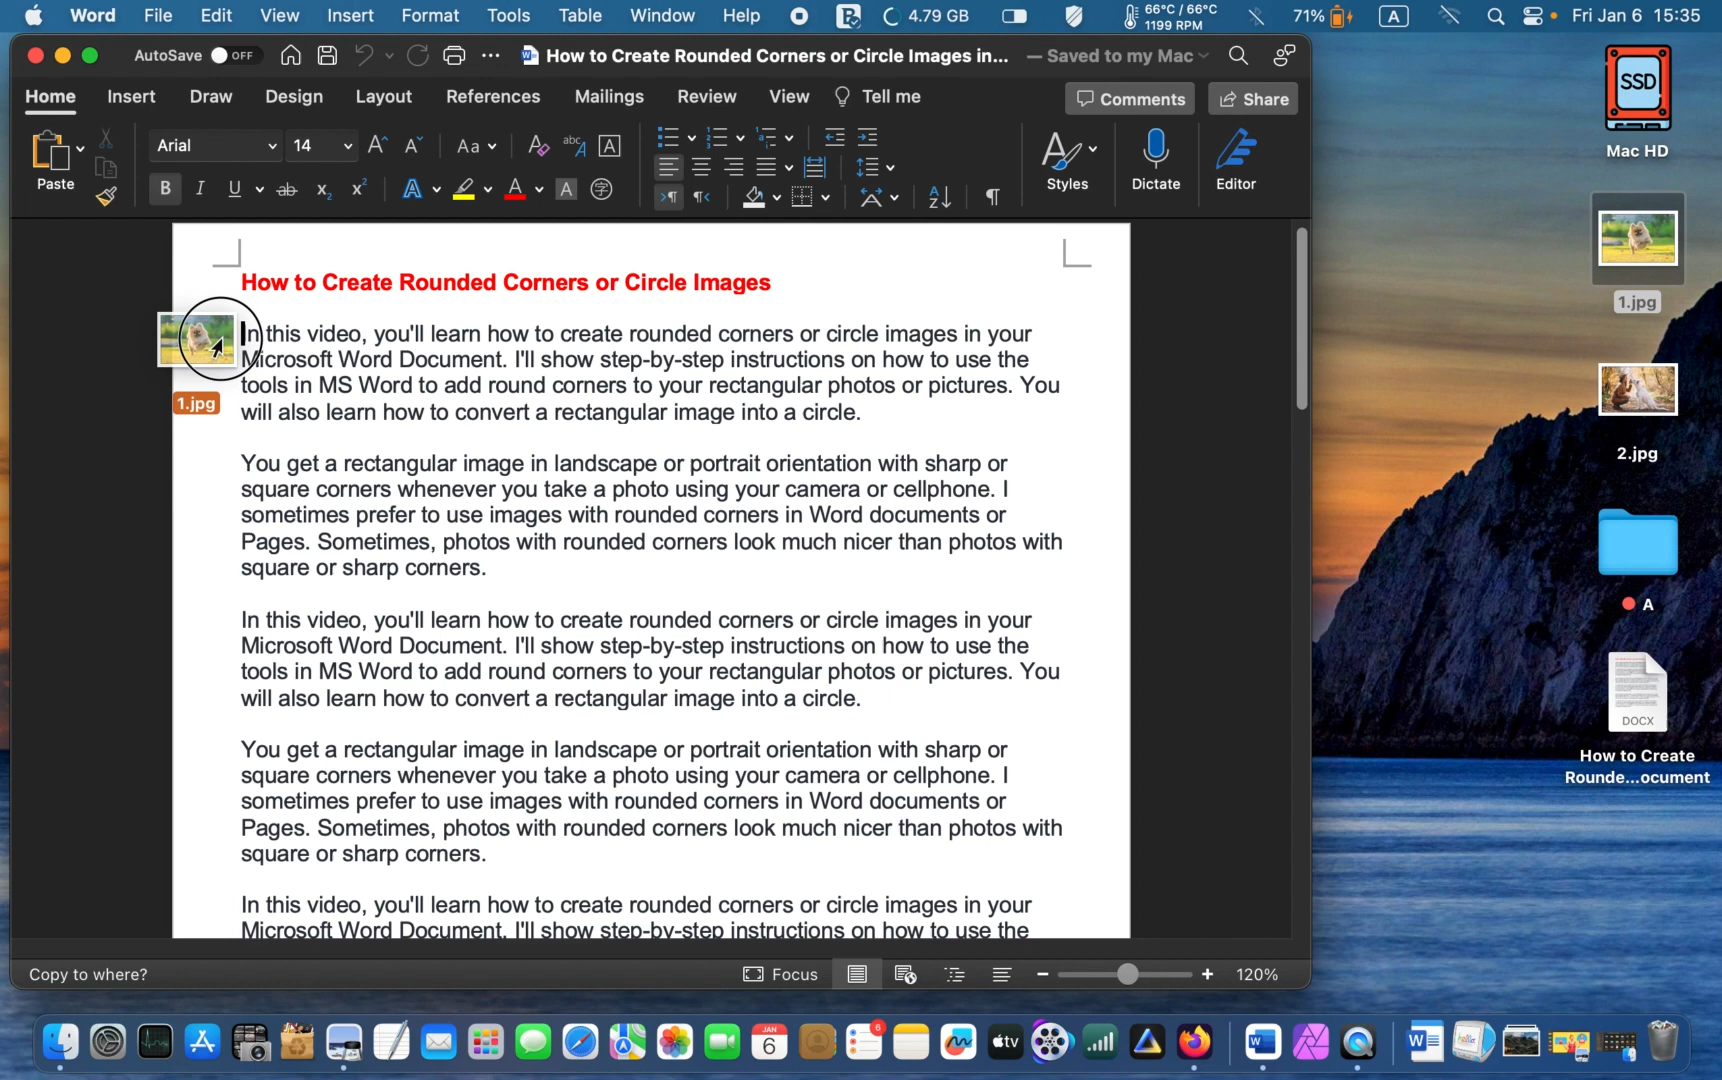 Word File Edit View Insert Format Tools Table Window Help 4.79 GB 66°C / 66°C 71% A Fri Jan 6 15:35
1199 RPM
AutoSave OFF How to Create Rounded Corners or Circle Images in... — Saved to my Mac
Home Insert Draw Design Layout References Mailings Review View Tell me Comments Share
Paste Arial 14 Styles Dictate Editor
How to Create Rounded Corners or Circle Images
In this video, you'll learn how to create rounded corners or circle images in your
Microsoft Word Document. I'll show step-by-step instructions on how to use the
tools in MS Word to add round corners to your rectangular photos or pictures. You
will also learn how to convert a rectangular image into a circle.
1.jpg
You get a rectangular image in landscape or portrait orientation with sharp or
square corners whenever you take a photo using your camera or cellphone. I
sometimes prefer to use images with rounded corners in Word documents or
Pages. Sometimes, photos with rounded corners look much nicer than photos with
square or sharp corners.
In this video, you'll learn how to create rounded corners or circle images in your
Microsoft Word Document. I'll show step-by-step instructions on how to use the
tools in MS Word to add round corners to your rectangular photos or pictures. You
will also learn how to convert a rectangular image into a circle.
You get a rectangular image in landscape or portrait orientation with sharp or
square corners whenever you take a photo using your camera or cellphone. I
sometimes prefer to use images with rounded corners in Word documents or
Pages. Sometimes, photos with rounded corners look much nicer than photos with
square or sharp corners.
In this video, you'll learn how to create rounded corners or circle images in your
Microsoft Word Document. I'll show step-by-step instructions on how to use the
Copy to where? Focus 120%
SSD
Mac HD
1.jpg
2.jpg
A
DOCX
How to Create
Rounde...ocument
JAN
6
6
tv